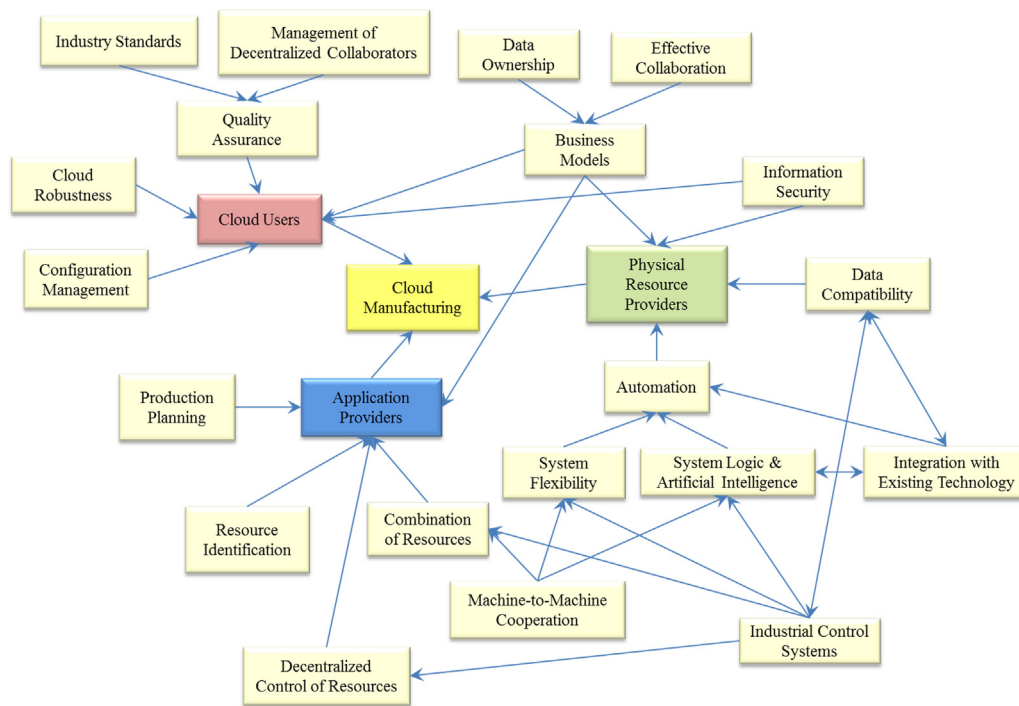 Industry Standards
Management of
Decentralized Collaborators
Data
Ownership
Effective
Collaboration
Quality
Assurance
Business
Models
Cloud
Robustness
Information
Security
Cloud Users
Configuration
Management
Cloud
Manufacturing
Physical
Resource
Providers
Data
Compatibility
Production
Planning
Application
Providers
Automation
System
Flexibility
System Logic &
Artificial Intelligence
Integration with
Existing Technology
Resource
Identification
Combination
of Resources
Machine-to-Machine
Cooperation
Industrial Control
Systems
Decentralized
Control of Resources